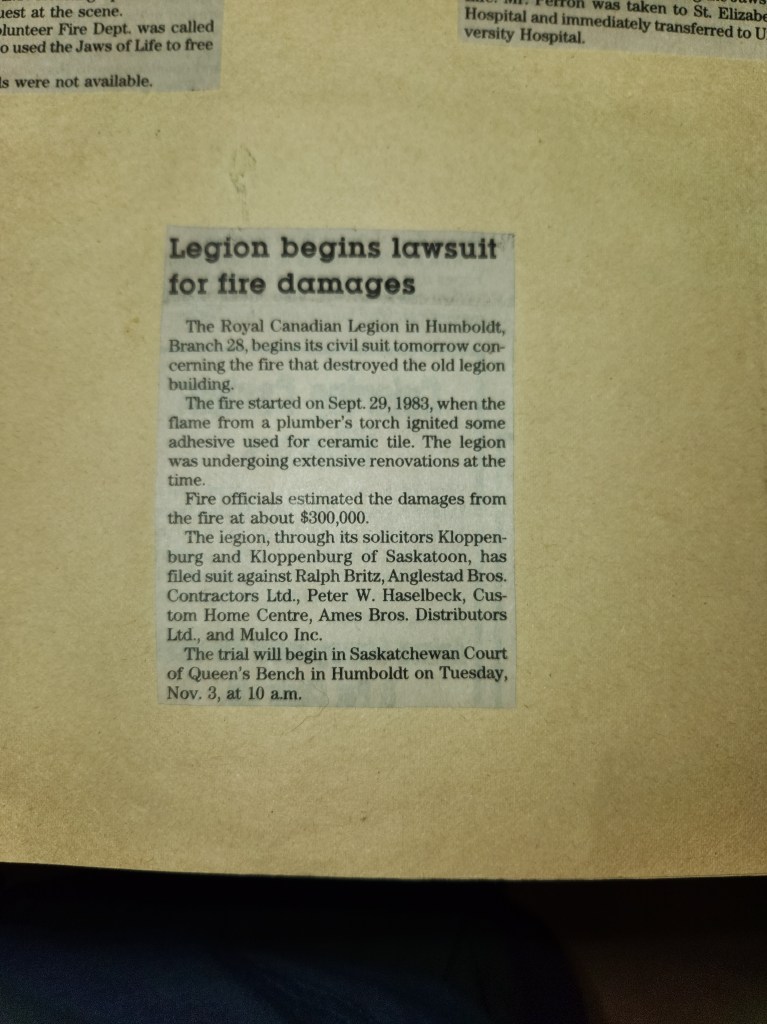 uest at the scene.
lunteer Fire Dept. was called
o used the Jaws of Life to free
ls were not available.
Perron was taken to St. Elizabe
Hospital and immediately transferred to U
versity Hospital.
Legion begins lawsuit
for fire damages
The Royal Canadian Legion in Humboldt,
Branch 28, begins its civil suit tomorrow con-
cerning the fire that destroyed the old legion
building.
The fire started on Sept. 29, 1983, when the
flame from a plumber's torch ignited some
adhesive used for ceramic tile. The legion
was undergoing extensive renovations at the
time.
Fire officials estimated the damages from
the fire at about $300,000.
The legion, through its solicitors Kloppen-
burg and Kloppenburg of Saskatoon, has
filed suit against Ralph Britz, Anglestad Bros.
Contractors Ltd., Peter W. Haselbeck, Cus-
tom Home Centre, Ames Bros. Distributors
Ltd., and Mulco Inc.
The trial will begin in Saskatchewan Court
of Queen's Bench in Humboldt on Tuesday,
Nov. 3, at 10 a.m.